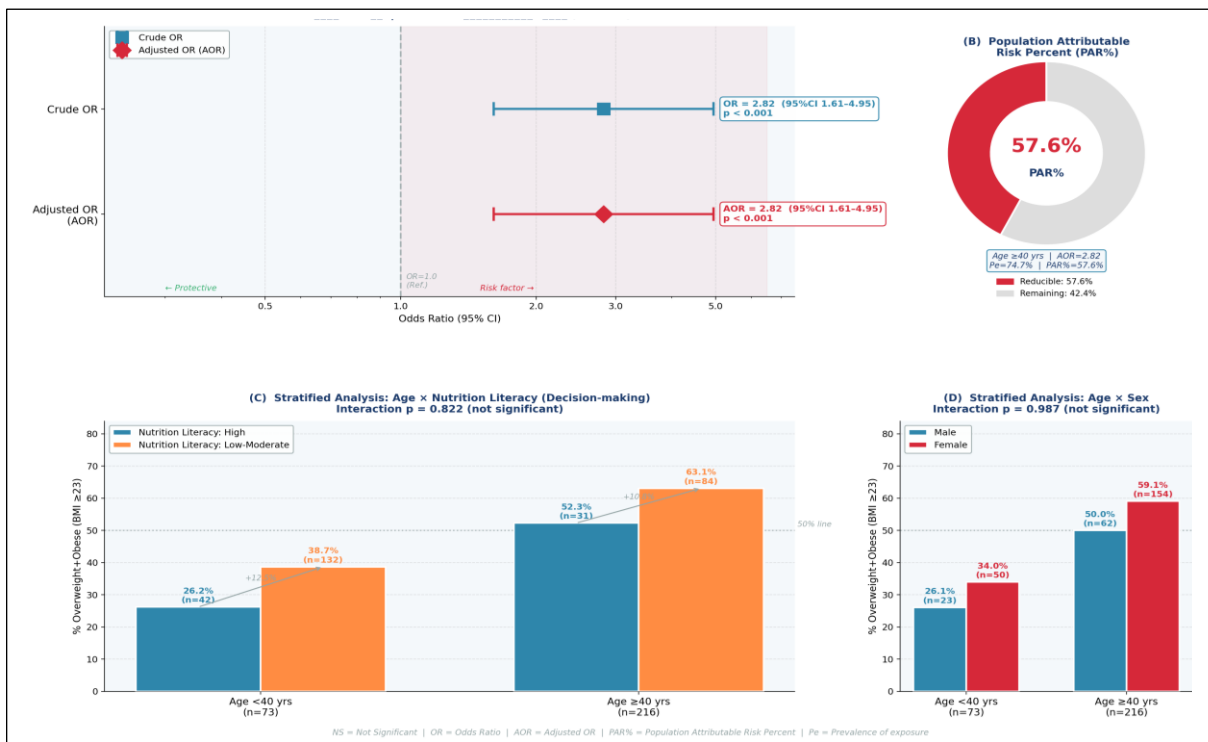 Crude OR
Adjusted OR (AOR)
Crude OR
OR = 2.82 (95%CI 1.61–4.95)
p < 0.001
Adjusted OR
(AOR)
AOR = 2.82 (95%CI 1.61–4.95)
p < 0.001
OR=1.0
(Ref.)
← Protective
Risk factor →
0.5
1.0
2.0
3.0
5.0
Odds Ratio (95% CI)
(B) Population Attributable
Risk Percent (PAR%)
57.6%
PAR%
Age ≥40 yrs | AOR=2.82
Pe=74.7% | PAR%=57.6%
Reducible: 57.6%
Remaining: 42.4%
(C) Stratified Analysis: Age × Nutrition Literacy (Decision-making)
Interaction p = 0.822 (not significant)
Nutrition Literacy: High
Nutrition Literacy: Low-Moderate
% Overweight+Obese (BMI ≥23)
80
70
60
50
40
30
20
10
0
26.2%
(n=42)
38.7%
(n=132)
52.3%
(n=31)
63.1%
(n=84)
50% line
Age <40 yrs
(n=73)
Age ≥40 yrs
(n=216)
(D) Stratified Analysis: Age × Sex
Interaction p = 0.987 (not significant)
Male
Female
% Overweight+Obese (BMI ≥23)
80
70
60
50
40
30
20
10
0
26.1%
(n=23)
34.0%
(n=50)
50.0%
(n=62)
59.1%
(n=154)
Age <40 yrs
(n=73)
Age ≥40 yrs
(n=216)
NS = Not Significant | OR = Odds Ratio | AOR = Adjusted OR | PAR% = Population Attributable Risk Percent | Pe = Prevalence of exposure